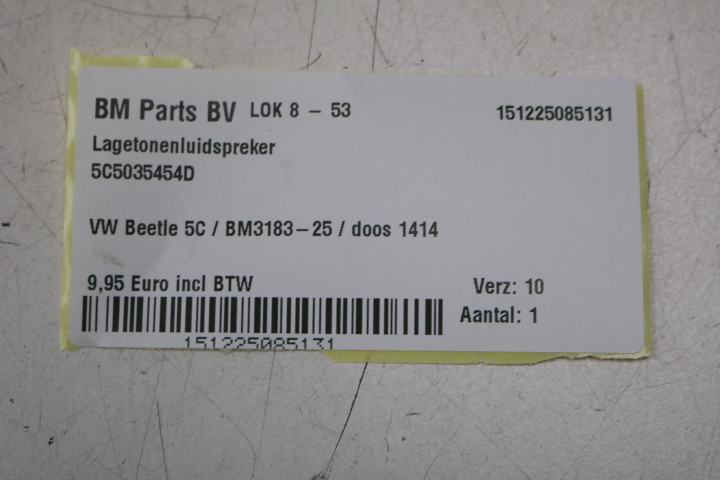 BM Parts BV LOK 8 - 53 151225085131
Lagetonenluidspreker
5C5035454D
VW Beetle 5C / BM3183-25 / doos 1414
9,95 Euro incl BTW Verz: 10
Aantal: 1
151225085131